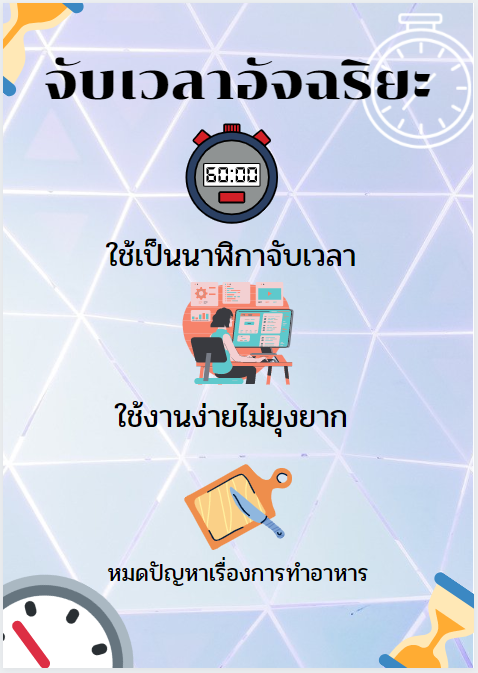 จับเวลาอัจฉริยะ
60:00
ใช้เป็นนาฬิกาจับเวลา
ใช้งานง่ายไม่ยุงยาก
หมดปัญหาเรื่องการทำอาหาร